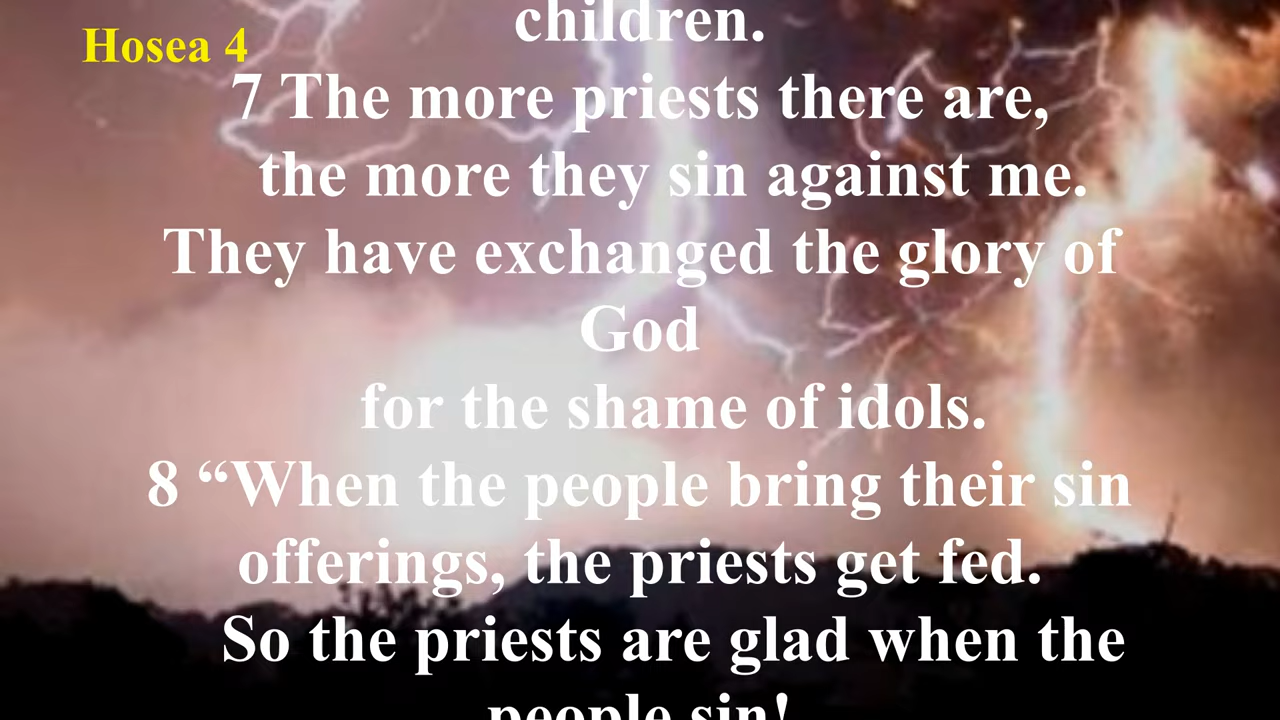 children.
Hosea 4
7 The more priests there are,
the more they sin against me.
They have exchanged the glory of
God
for the shame of idols.
8 “When the people bring their sin
offerings, the priests get fed.
So the priests are glad when the
people sin!